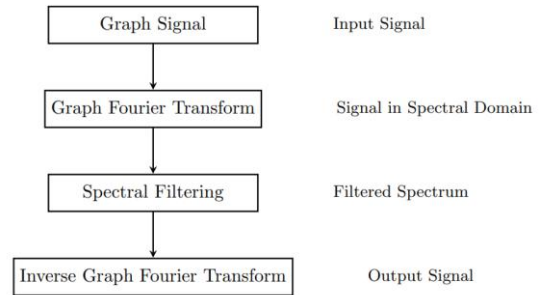 Graph Signal
Input Signal
Graph Fourier Transform
Signal in Spectral Domain
Spectral Filtering
Filtered Spectrum
Inverse Graph Fourier Transform
Output Signal